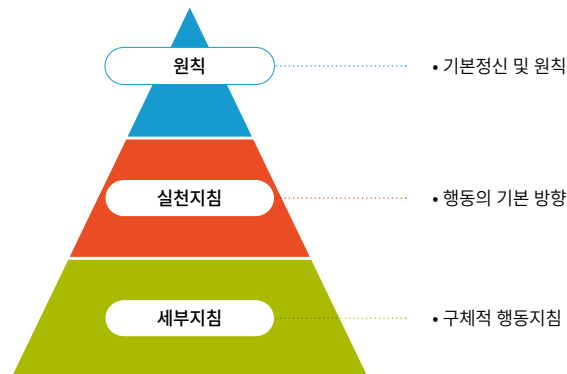 원칙
• 기본정신 및 원칙
실천지침
• 행동의 기본 방향
세부지침
• 구체적 행동지침